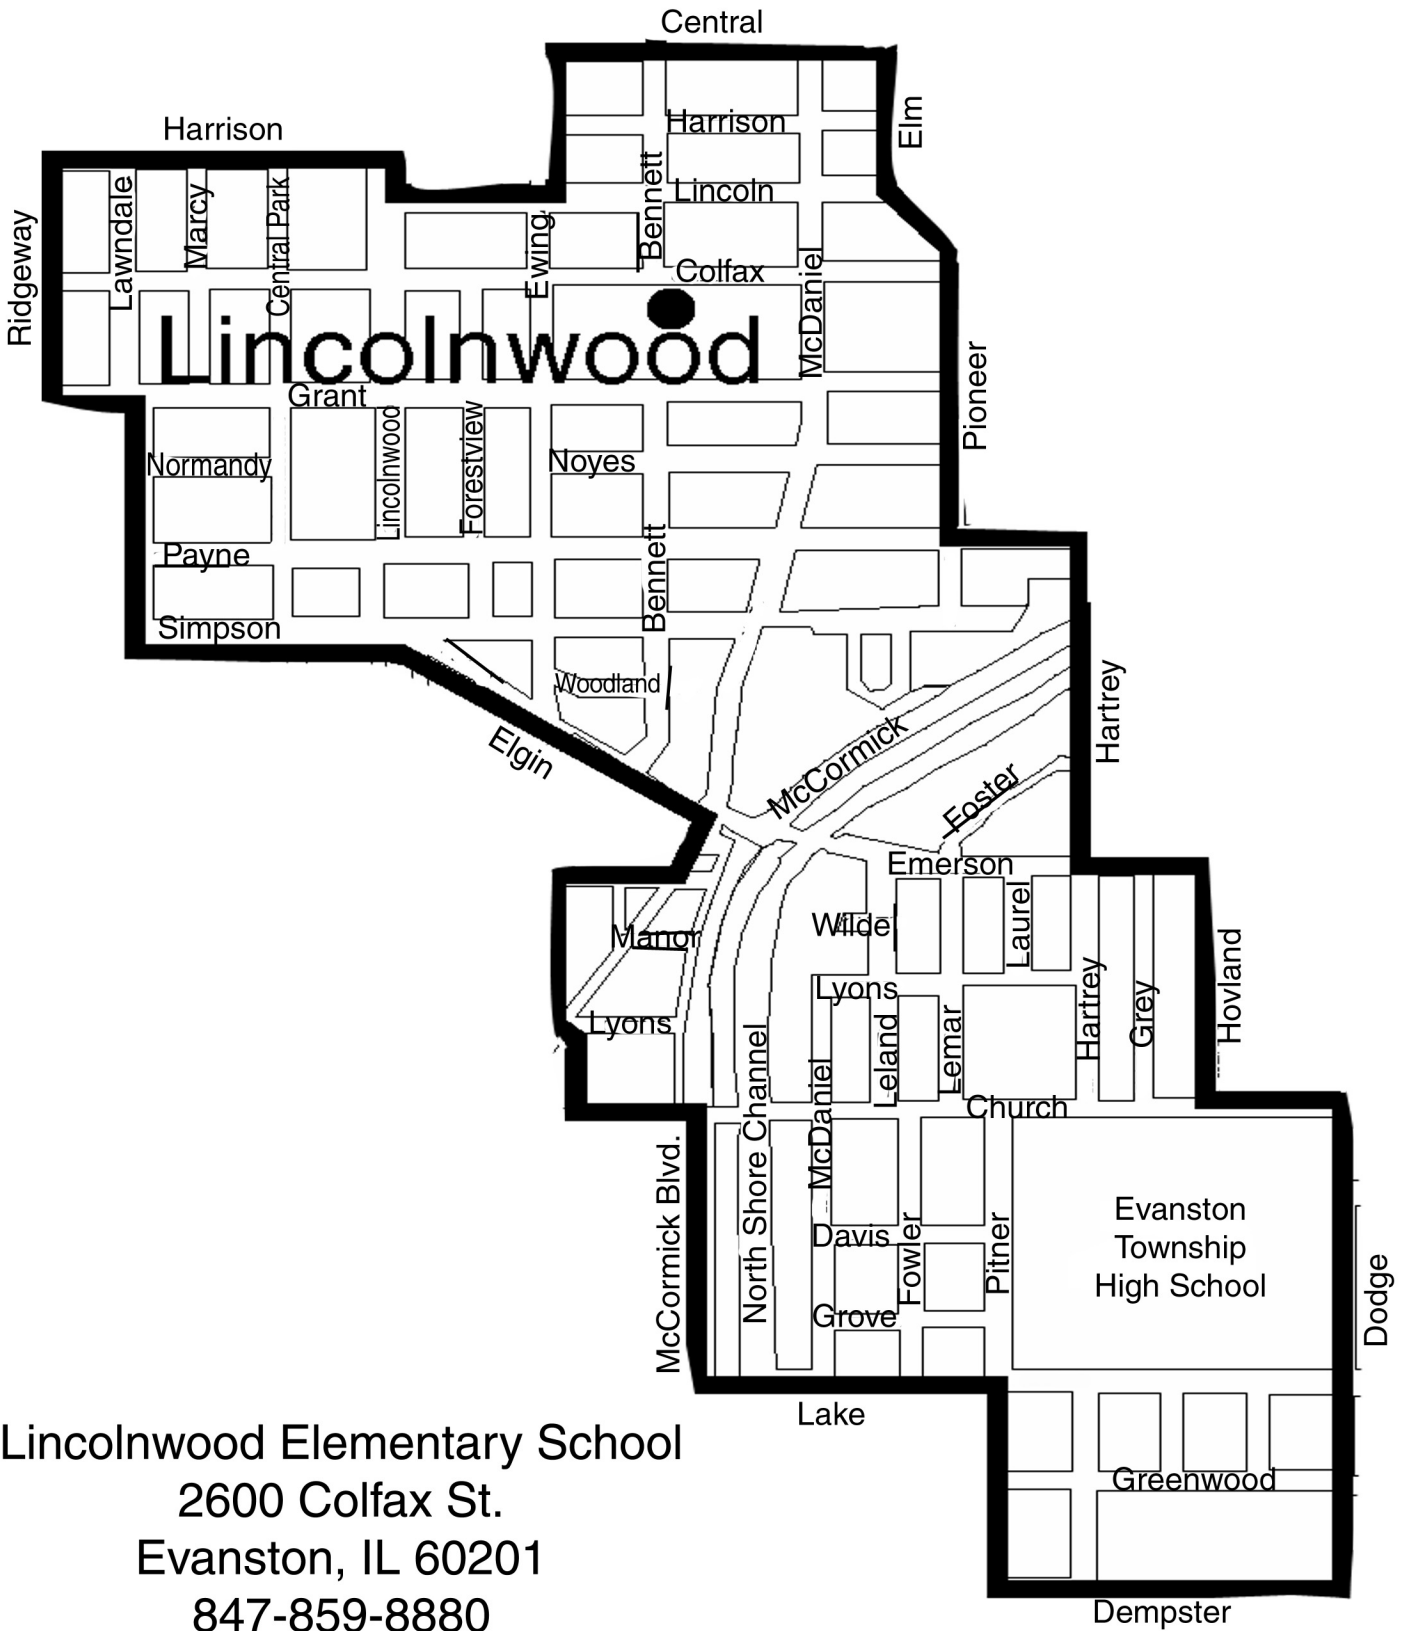 Central
Harrison
Elm
Harrison
Bennett
Lincoln
Ridgeway
Lawndale
Marcy
Central Park
Ewing
Colfax
McDaniel
Lincolnwood
Pioneer
Grant
Lincolnwood
Forestview
Normandy
Noyes
Payne
Bennett
Simpson
Woodland
Hartrey
Elgin
McCormick
Foster
Emerson
Laurel
Wilde
Manor
Hovland
Lyons
Lyons
Leland
Lemar
Hartrey
Grey
North Shore Channel
McDaniel
Church
McCormick Blvd.
Davis
Fowler
Pitner
Evanston
Township
High School
Dodge
Grove
Lake
Greenwood
Dempster
Lincolnwood Elementary School
2600 Colfax St.
Evanston, IL 60201
847-859-8880